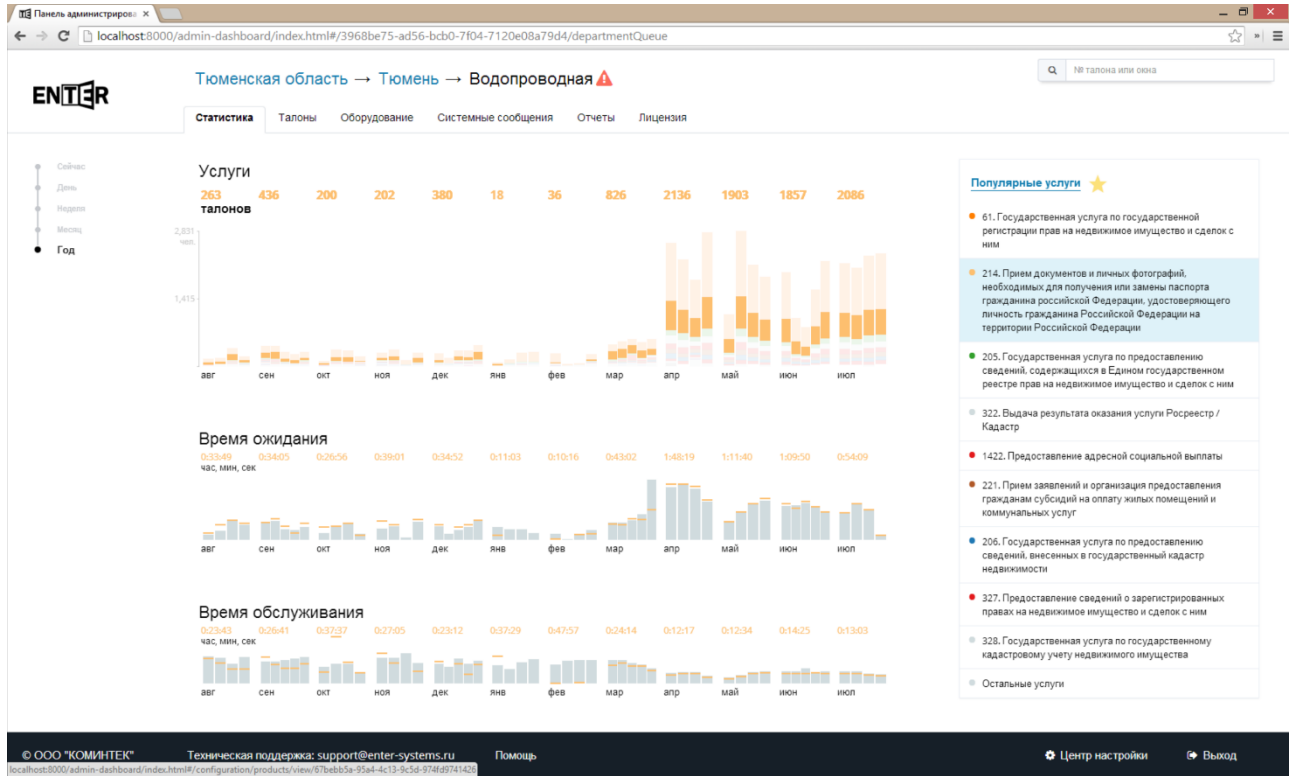 Панель администрирова
localhost:8000/admin-dashboard/index.html#/3968be75-ad56-bcb0-7f04-7120e08a79d4/departmentQueue
ENTER
Тюменская область → Тюмень → Водопроводная
№ талона или окна
Статистика Талоны Оборудование Системные сообщения Отчеты Лицензия
Сейчас
День
Неделя
Месяц
Год
Услуги
263 436 200 202 380 18 36 826 2136 1903 1857 2086
талонов
2,831
чел.
1,415
авг сен окт ноя дек янв фев мар апр май июн июл
Время ожидания
0:33:49 0:34:05 0:26:56 0:39:01 0:34:52 0:11:03 0:10:16 0:43:02 1:48:19 1:11:40 1:09:50 0:54:09
час, мин, сек
авг сен окт ноя дек янв фев мар апр май июн июл
Время обслуживания
0:23:43 0:26:41 0:37:37 0:27:05 0:23:12 0:37:29 0:47:57 0:24:14 0:12:17 0:12:34 0:14:25 0:13:03
час, мин, сек
авг сен окт ноя дек янв фев мар апр май июн июл
Популярные услуги
61. Государственная услуга по государственной
регистрации прав на недвижимое имущество и сделок с
ним
214. Прием документов и личных фотографий,
необходимых для получения или замены паспорта
гражданина российской Федерации, удостоверяющего
личность гражданина Российской Федерации на
территории Российской Федерации
205. Государственная услуга по предоставлению
сведений, содержащихся в Едином государственном
реестре прав на недвижимое имущество и сделок с ним
322. Выдача результата оказания услуги Росреестр /
Кадастр
1422. Предоставление адресной социальной выплаты
221. Прием заявлений и организация предоставления
гражданам субсидий на оплату жилых помещений и
коммунальных услуг
206. Государственная услуга по предоставлению
сведений, внесенных в государственный кадастр
недвижимости
327. Предоставление сведений о зарегистрированных
правах на недвижимое имущество и сделок с ним
328. Государственная услуга по государственному
кадастровому учету недвижимого имущества
Остальные услуги
© ООО "КОМИНТЕК" Техническая поддержка: support@enter-systems.ru Помощь Центр настройки Выход
localhost:8000/admin-dashboard/index.html#/configuration/products/view/67bebb5a-95a4-4c13-9c5d-974fd9741426